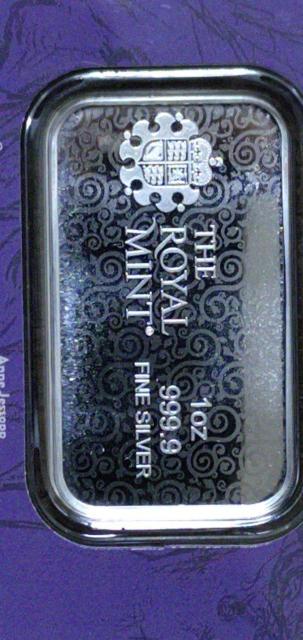 THE
ROYAL
MINT®
1oz
999.9
FINE SILVER